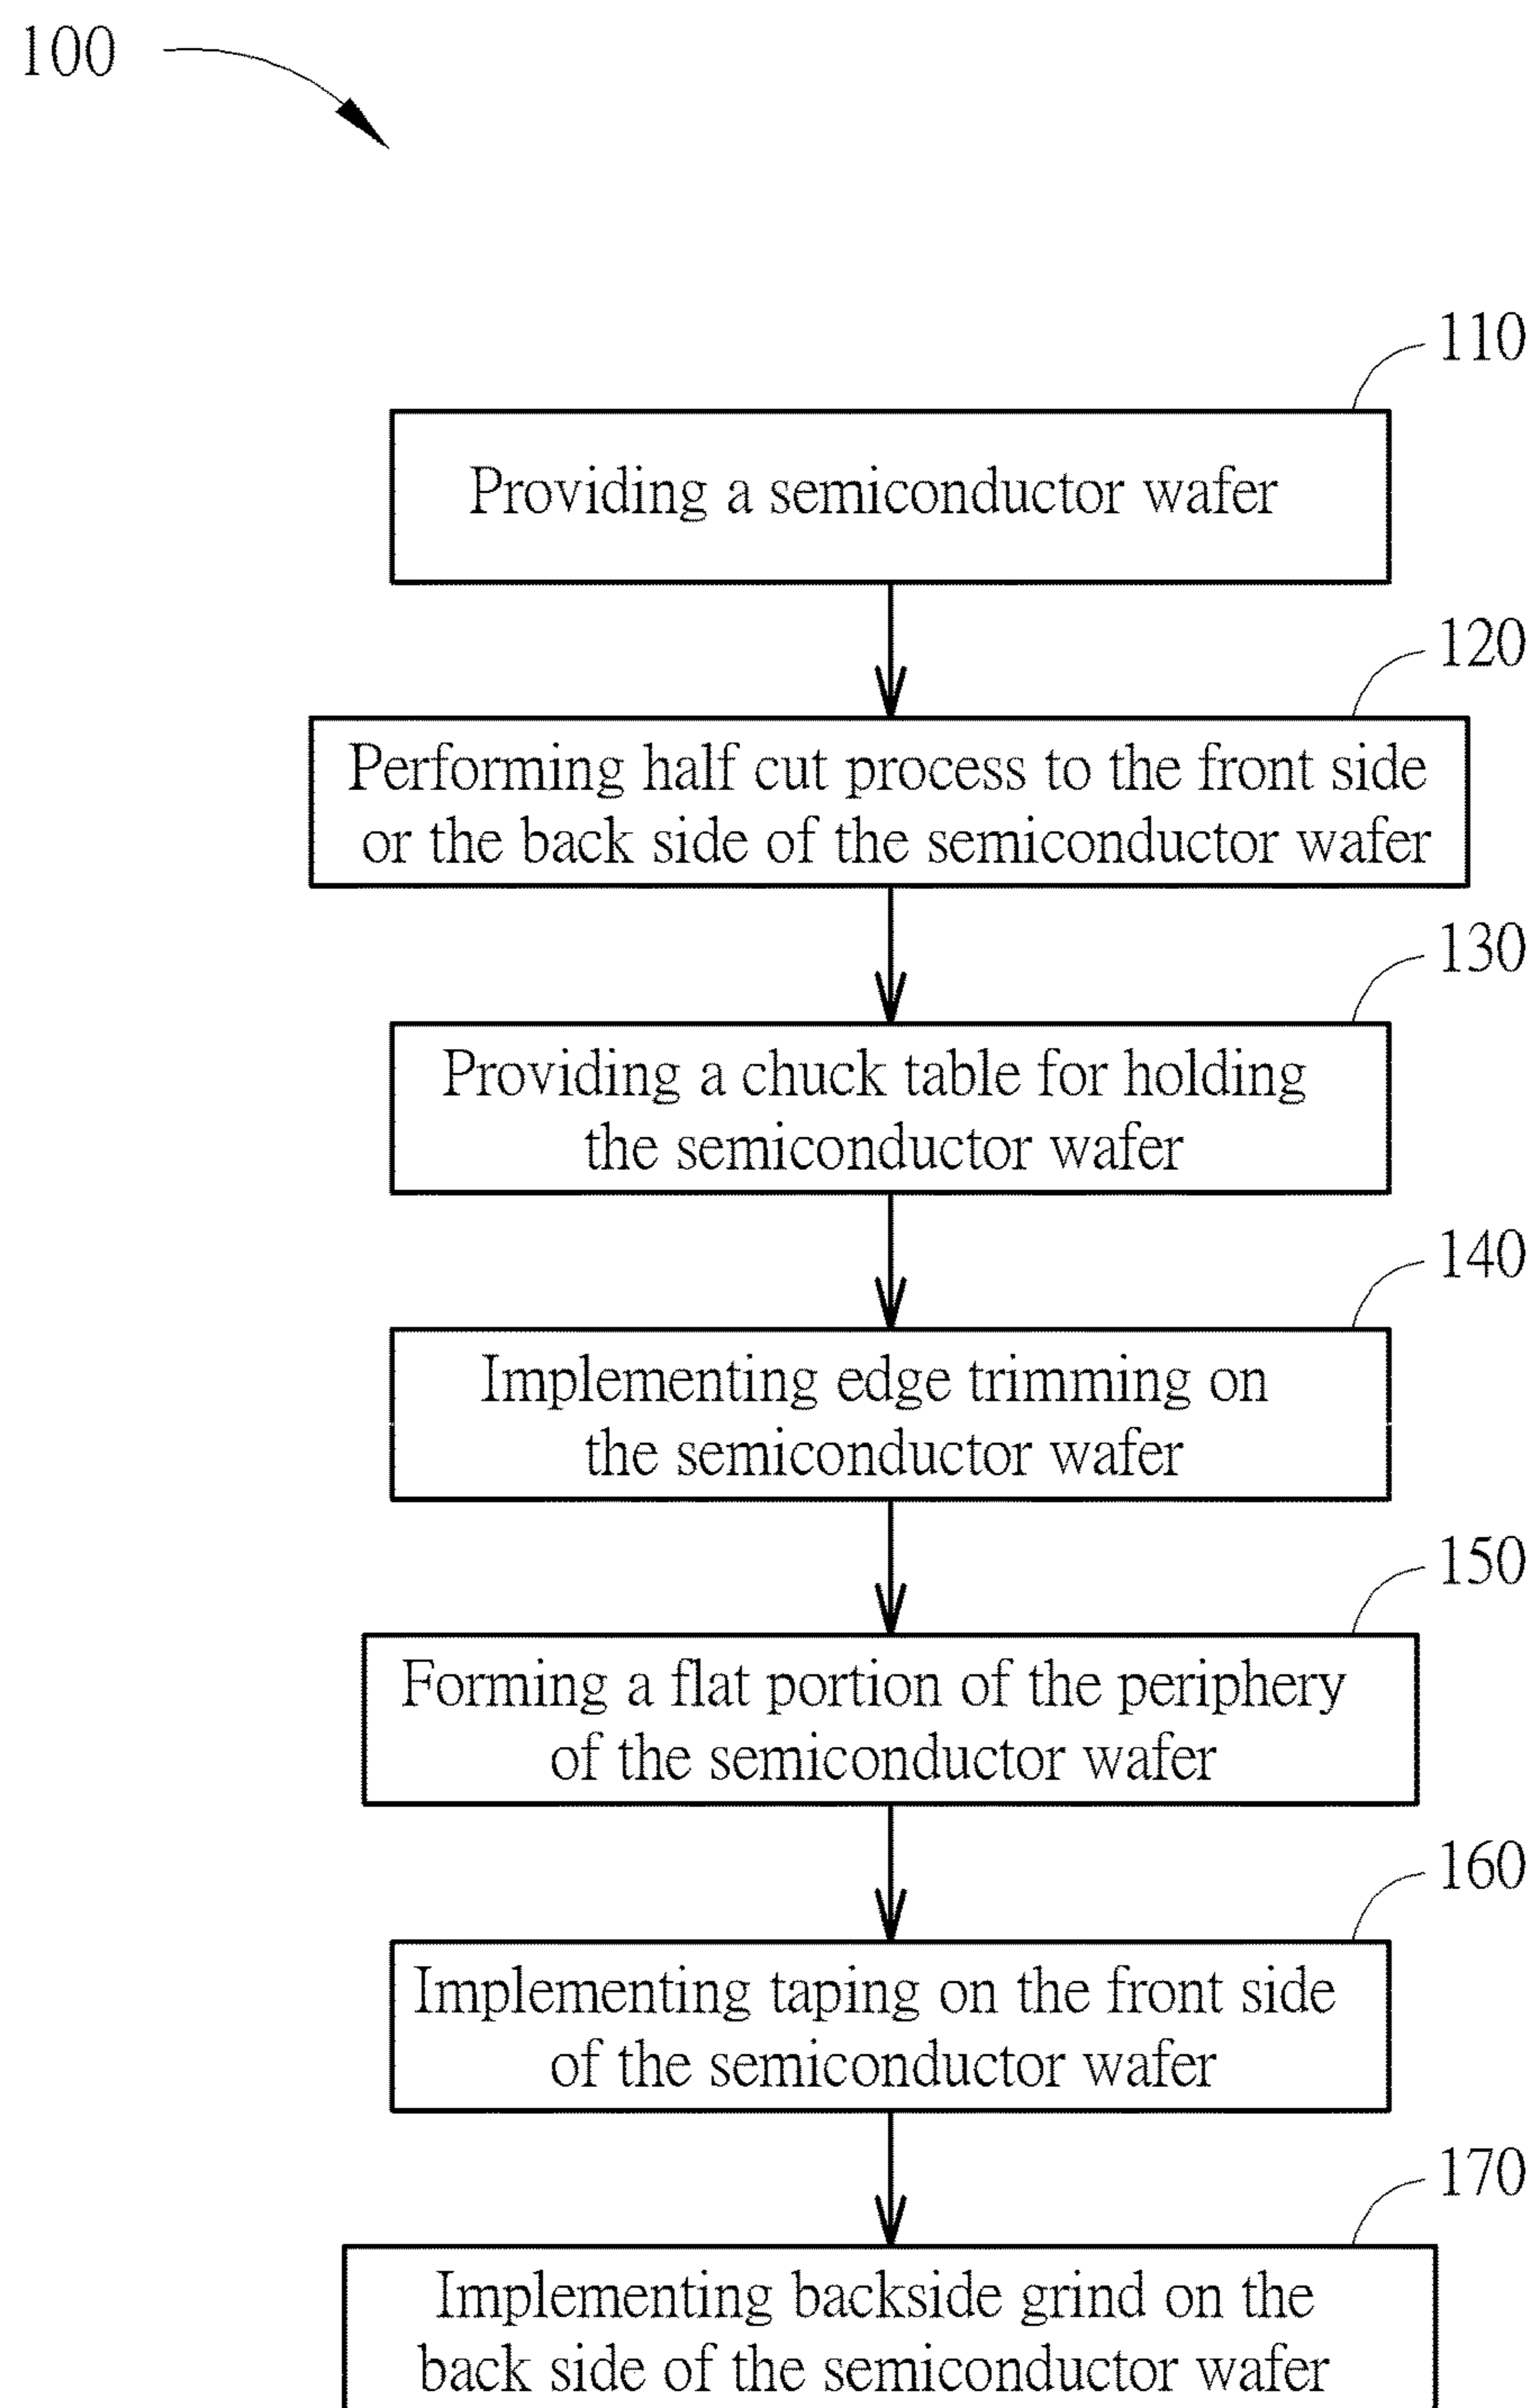 100
110
Providing a semiconductor wafer
120
Performing half cut process to the front side
or the back side of the semiconductor wafer
130
Providing a chuck table for holding
the semiconductor wafer
140
Implementing edge trimming on
the semiconductor wafer
150
Forming a flat portion of the periphery
of the semiconductor wafer
160
Implementing taping on the front side
of the semiconductor wafer
170
Implementing backside grind on the
back side of the semiconductor wafer